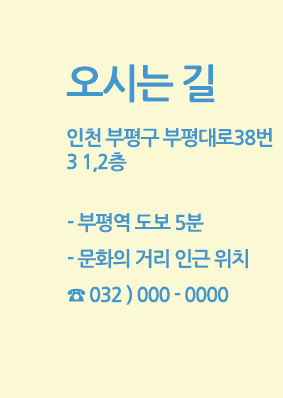 오시는 길
인천 부평구 부평대로38번
3 1,2층
- 부평역 도보 5분
- 문화의 거리 인근 위치
☎ 032 ) 000 - 0000